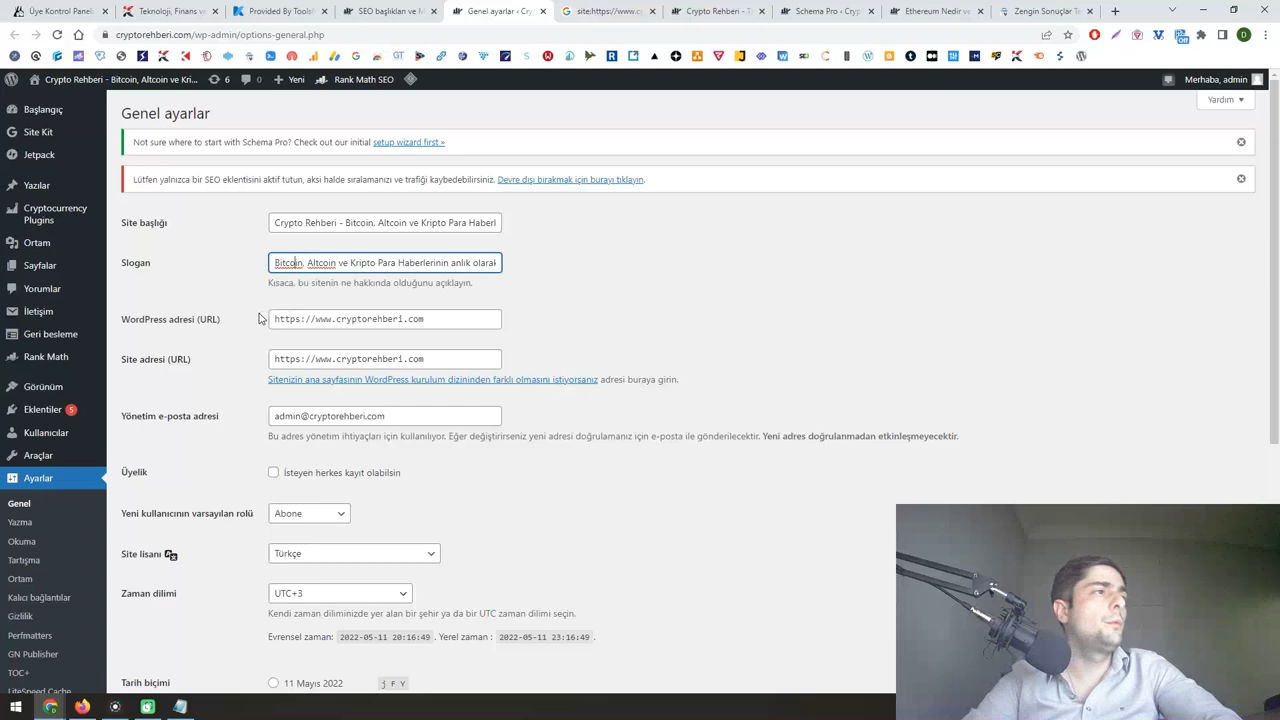 Üye Kontrol Paneli
Teknoloji, Finans v
Provided By Toolsf
SEO başlıkları ve M
Genel ayarlar ‹ Cry
site:https://www.c
Crypto Rehberi - T
Schema Pro ‹ Cryp
Ethereum Nedir v
Zengin Sonuçlar Te
cryptorehberi.com/wp-admin/options-general.php
Crypto Rehberi - Bitcoin, Altcoin ve Kri...
6
0
Yeni
Rank Math SEO
Merhaba, admin
Başlangıç
Site Kit
Jetpack
Yazılar
Cryptocurrency
Plugins
Ortam
Sayfalar
Yorumlar
İletişim
Geri besleme
Rank Math
Görünüm
Eklentiler 5
Kullanıcılar
Araçlar
Ayarlar
Genel
Yazma
Okuma
Tartışma
Ortam
Kalıcı bağlantılar
Gizlilik
Perfmatters
GN Publisher
TOC+
LiteSpeed Cache
Yardım
Genel ayarlar
Not sure where to start with Schema Pro? Check out our initial setup wizard first »
Lütfen yalnızca bir SEO eklentisini aktif tutun, aksi halde sıralamanızı ve trafiği kaybedebilirsiniz. Devre dışı bırakmak için burayı tıklayın.
Site başlığı
Crypto Rehberi - Bitcoin, Altcoin ve Kripto Para Haberl
Slogan
Bitcoin, Altcoin ve Kripto Para Haberlerinin anlık olarak
Kısaca, bu sitenin ne hakkında olduğunu açıklayın.
WordPress adresi (URL)
https://www.cryptorehberi.com
Site adresi (URL)
https://www.cryptorehberi.com
Sitenizin ana sayfasının WordPress kurulum dizininden farklı olmasını istiyorsanız adresi buraya girin.
Yönetim e-posta adresi
admin@cryptorehberi.com
Bu adres yönetim ihtiyaçları için kullanılıyor. Eğer değiştirirseniz yeni adresi doğrulamanız için e-posta ile gönderilecektir. Yeni adres doğrulanmadan etkinleşmeyecektir.
Üyelik
İsteyen herkes kayıt olabilsin
Yeni kullanıcının varsayılan rolü
Abone
Site lisanı
Türkçe
Zaman dilimi
UTC+3
Kendi zaman diliminizde yer alan bir şehir ya da bir UTC zaman dilimi seçin.
Evrensel zaman: 2022-05-11 20:16:49 . Yerel zaman : 2022-05-11 23:16:49 .
Tarih biçimi
11 Mayıs 2022
j F Y